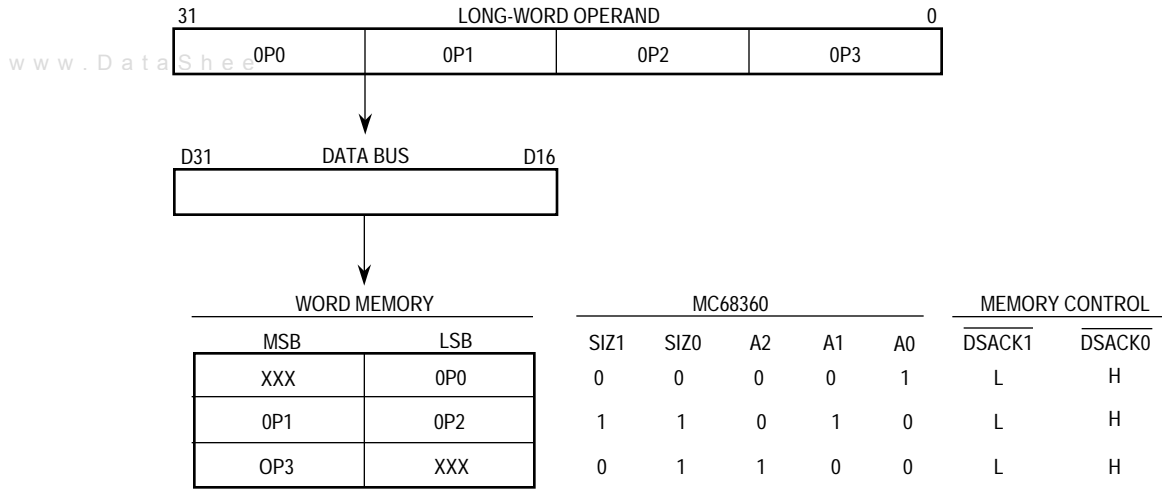 31 LONG-WORD OPERAND 0
0P0 0P1 0P2 0P3
www.DataShee
D31 DATA BUS D16
WORD MEMORY MC68360 MEMORY CONTROL
MSB LSB SIZ1 SIZ0 A2 A1 A0 DSACK1 DSACK0
XXX 0P0 0 0 0 0 1 L H
0P1 0P2 1 1 0 1 0 L H
OP3 XXX 0 1 1 0 0 L H